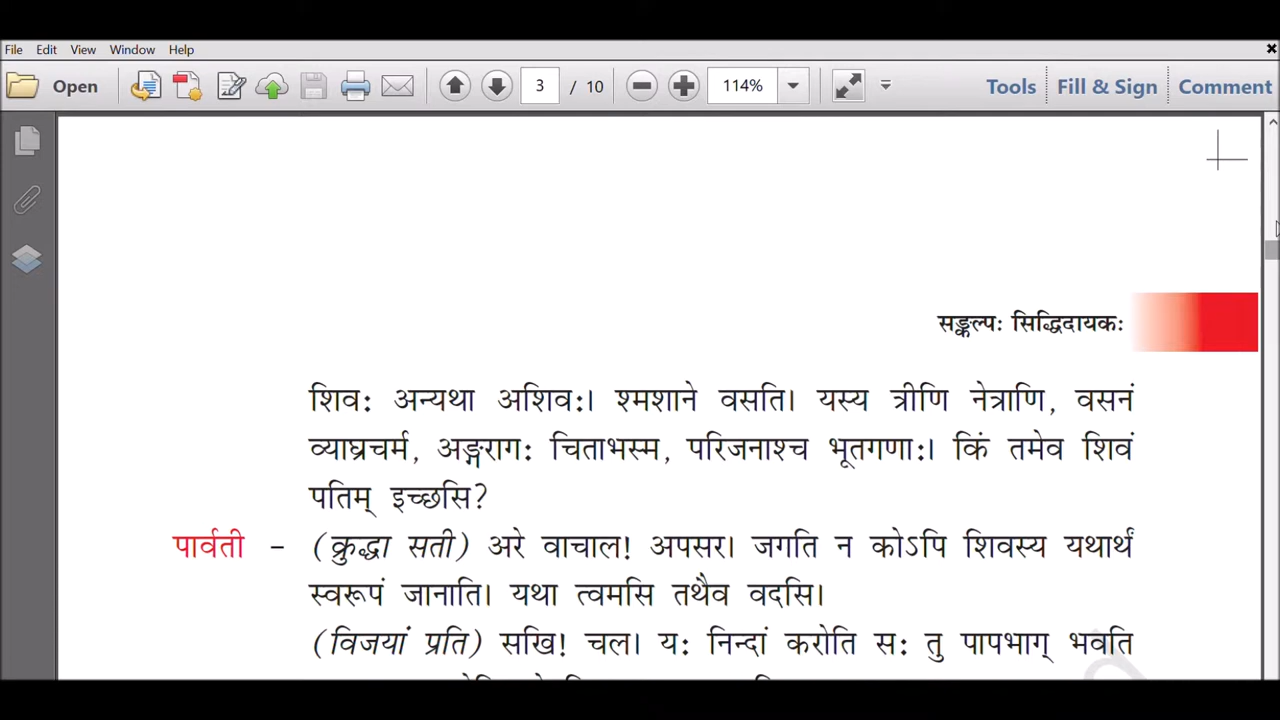 File Edit View Window Help
Open 3 / 10 114% Tools Fill & Sign Comment
सङ्कल्पः सिद्धिदायकः
शिवः अन्यथा अशिवः। श्मशाने वसति। यस्य त्रीणि नेत्राणि, वसनं
व्याघ्रचर्म, अङ्गरागः चिताभस्म, परिजनाश्च भूतगणाः। किं तमेव शिवं
पतिम् इच्छसि?
पार्वती - (क्रुद्धा सती) अरे वाचाल! अपसर। जगति न कोऽपि शिवस्य यथार्थं
स्वरूपं जानाति। यथा त्वमसि तथैव वदसि।
(विजयां प्रति) सखि! चल। यः निन्दां करोति सः तु पापभाग् भवति